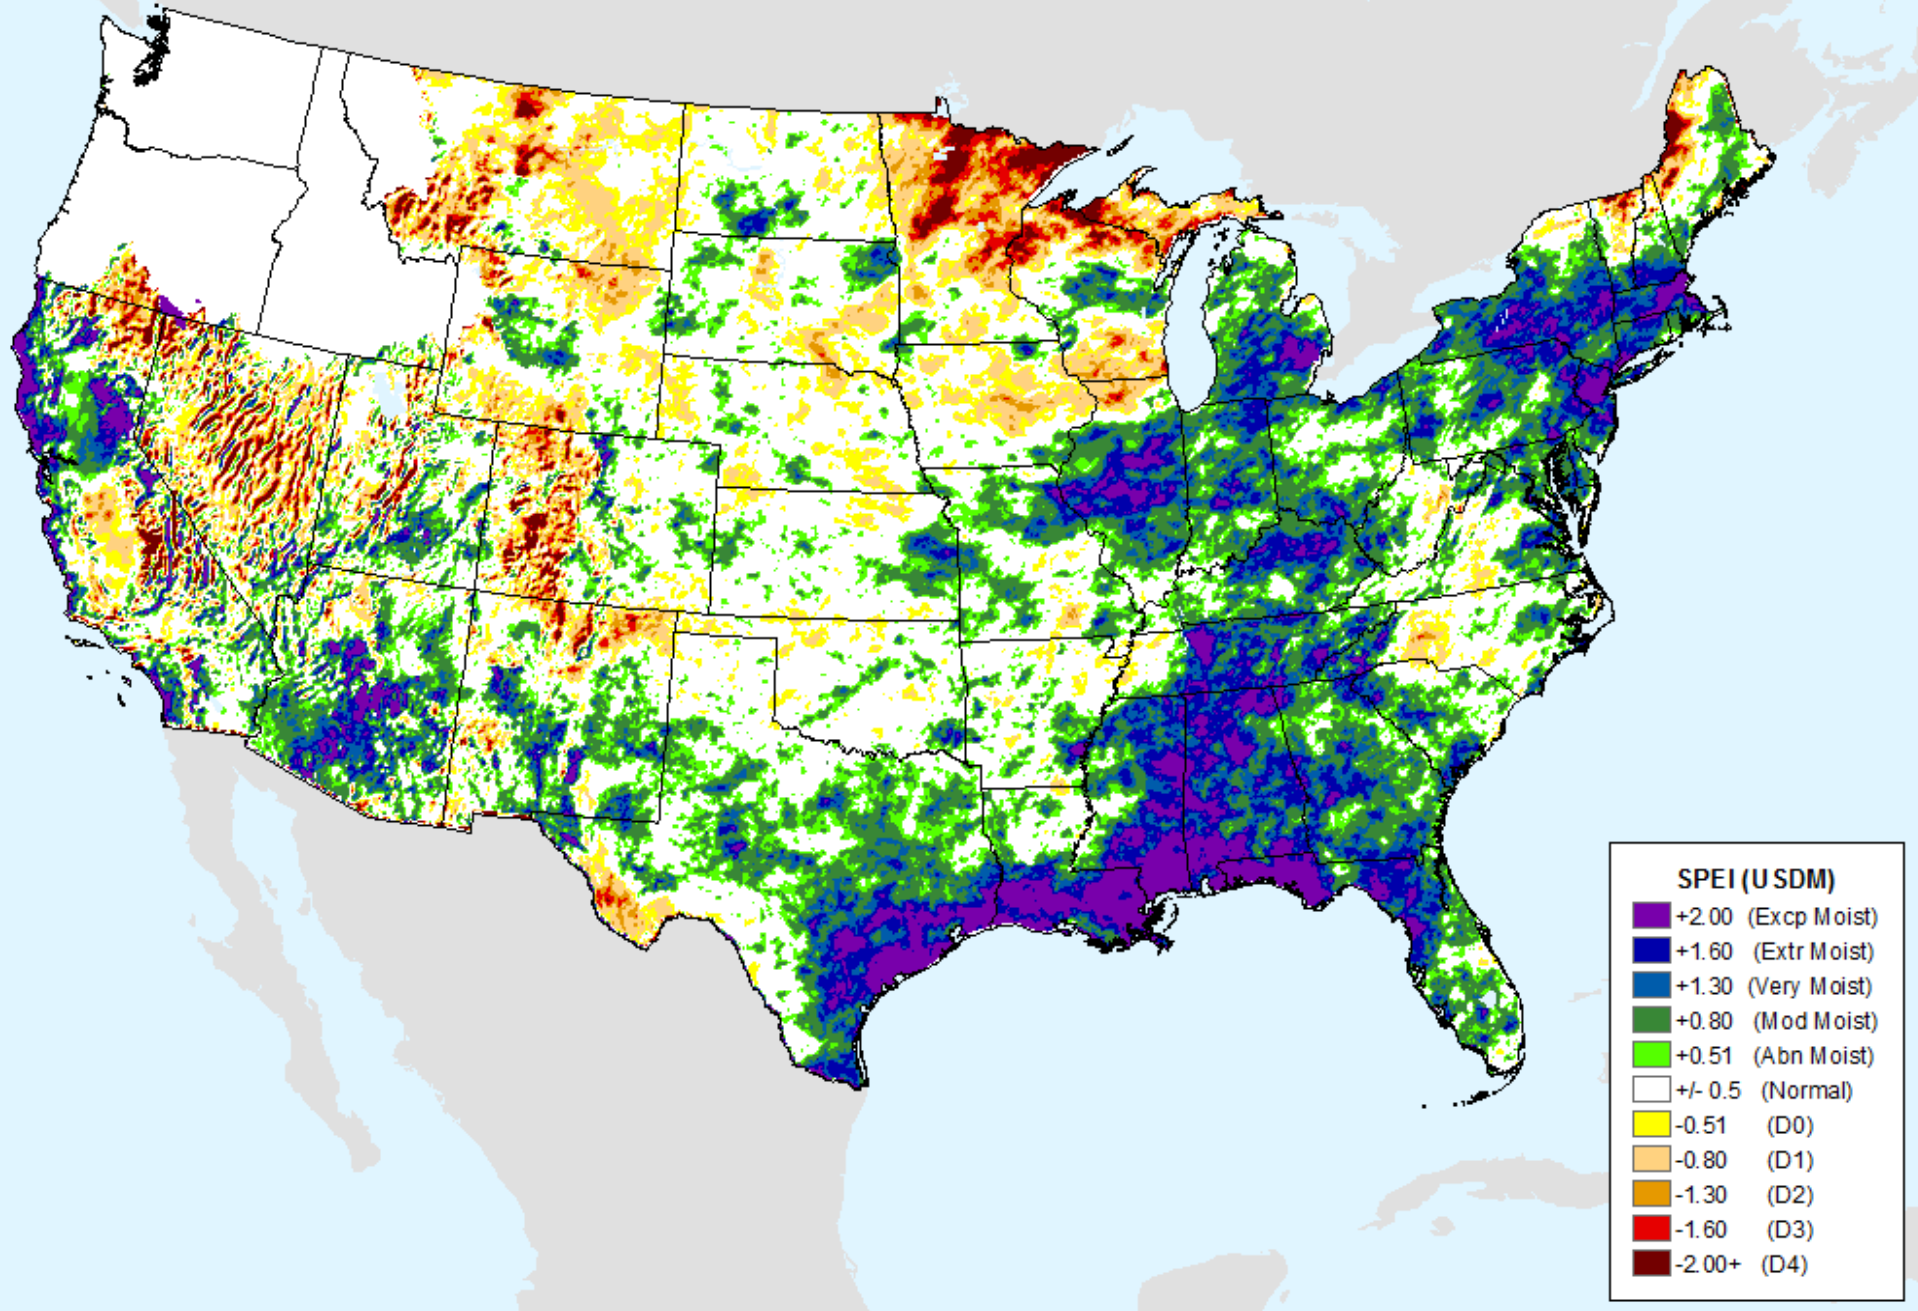 SPEI (USDM)
+2.00 (Excp Moist)
+1.60 (Extr Moist)
+1.30 (Very Moist)
+0.80 (Mod Moist)
+0.51 (Abn Moist)
+/- 0.5 (Normal)
-0.51 (D0)
-0.80 (D1)
-1.30 (D2)
-1.60 (D3)
-2.00+ (D4)